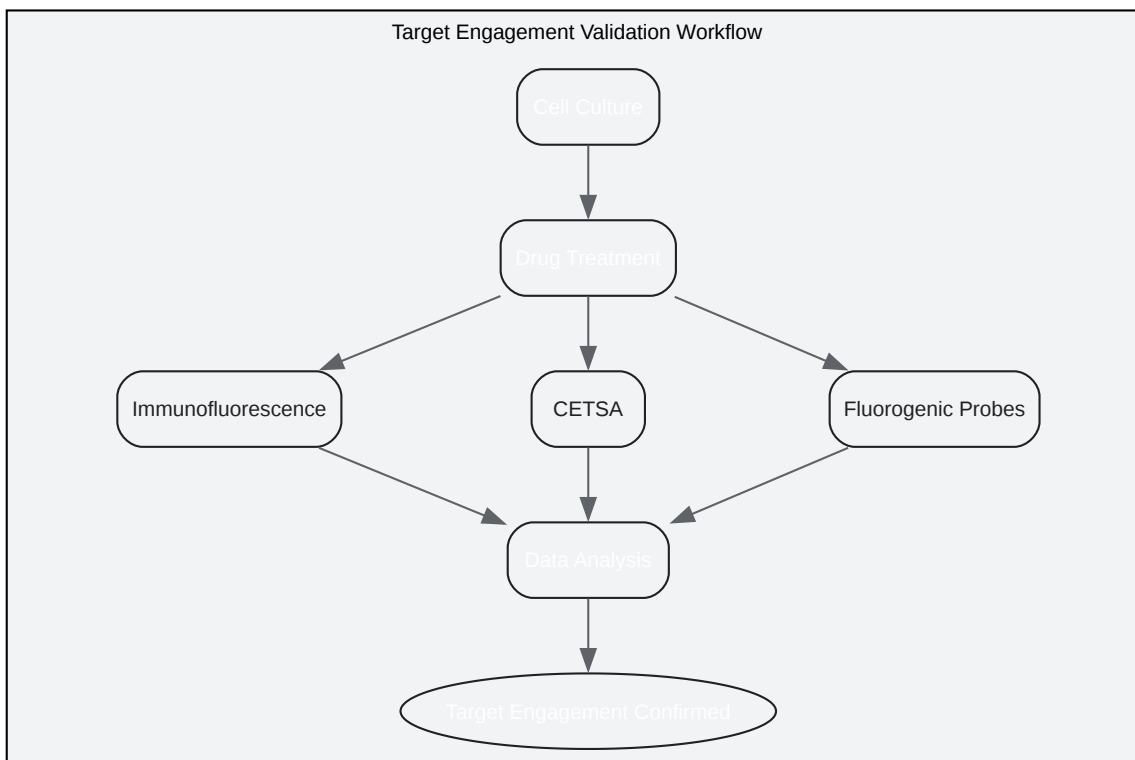 Target Engagement Validation Workflow
Cell Culture
Drug Treatment
Immunofluorescence
CETSA
Fluorogenic Probes
Data Analysis
Target Engagement Confirmed